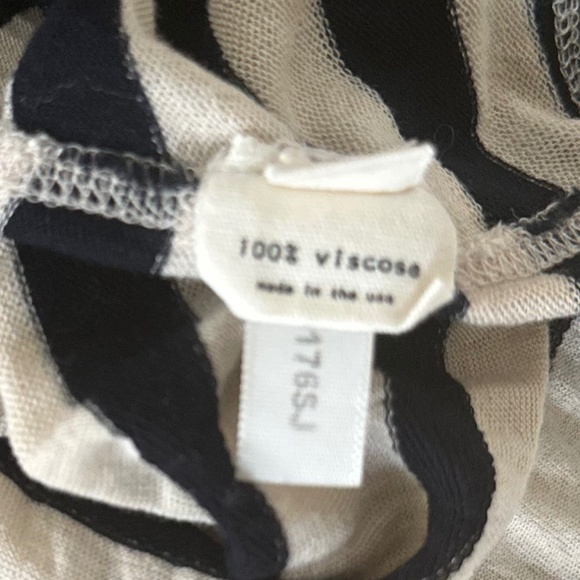 100% viscose
made in the usa
176SJ